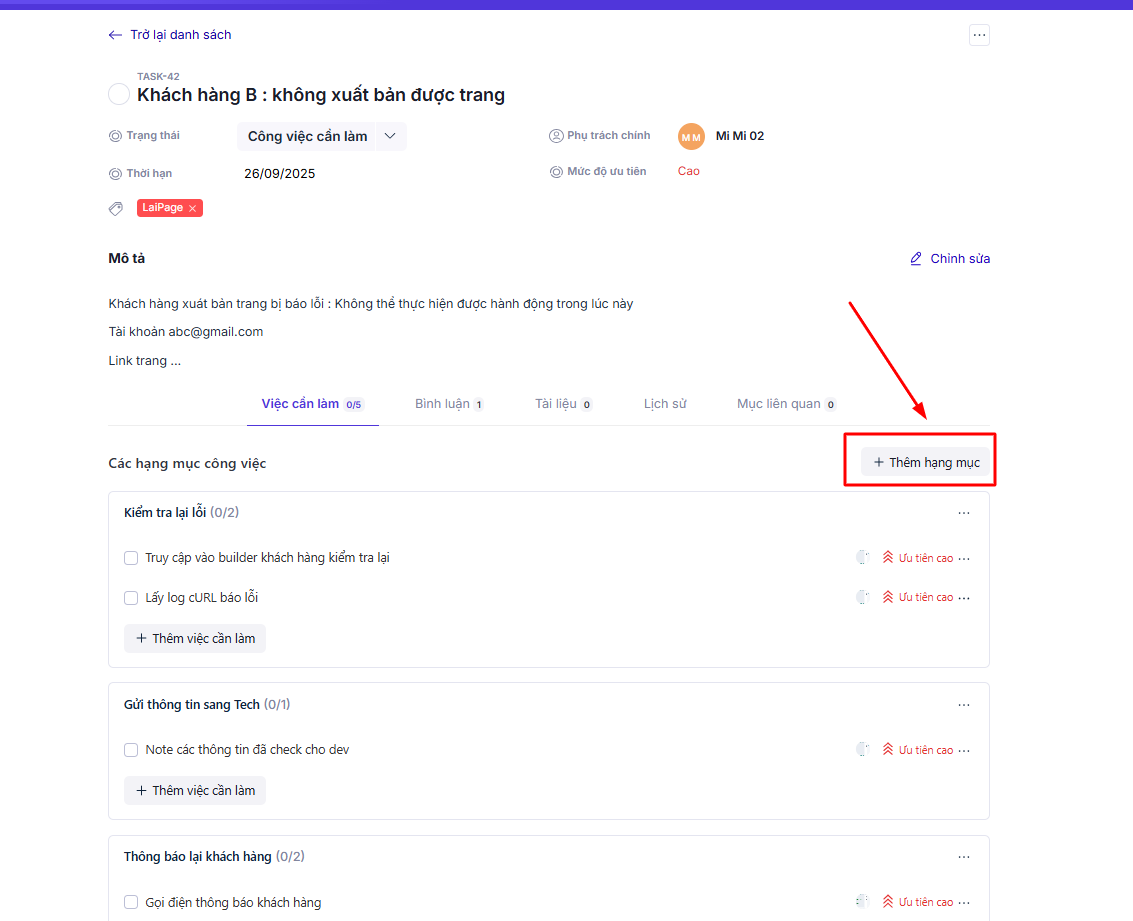 Trở lại danh sách
TASK-42
Khách hàng B : không xuất bản được trang
Trạng thái
Công việc cần làm
Phụ trách chính
MM
Mi Mi 02
Thời hạn
26/09/2025
Mức độ ưu tiên
Cao
LaiPage
Mô tả
Chỉnh sửa
Khách hàng xuát bản trang bị báo lỗi : Không thể thực hiện được hành động trong lúc này
Tài khoản abc@gmail.com
Link trang ...
Việc cần làm 0/5
Bình luận 1
Tài liệu 0
Lịch sử
Mục liên quan 0
Các hạng mục công việc
+ Thêm hạng mục
Kiểm tra lại lỗi (0/2)
Truy cập vào builder khách hàng kiểm tra lại
Ưu tiên cao
Lấy log cURL báo lỗi
Ưu tiên cao
+ Thêm việc cần làm
Gửi thông tin sang Tech (0/1)
Note các thông tin đã check cho dev
Ưu tiên cao
+ Thêm việc cần làm
Thông báo lại khách hàng (0/2)
Gọi điện thông báo khách hàng
Ưu tiên cao